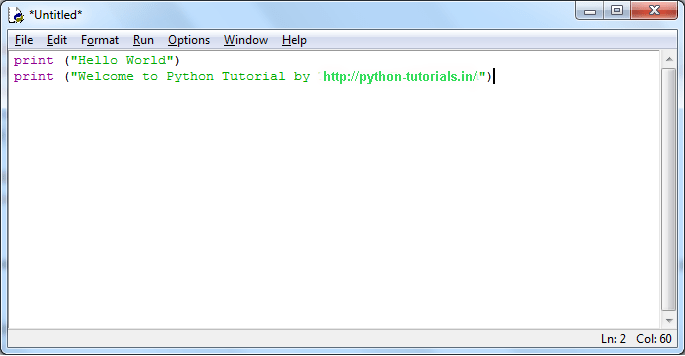 *Untitled*
File Edit Format Run Options Window Help
print ("Hello World")
print ("Welcome to Python Tutorial by http://python-tutorials.in/")
Ln: 2 Col: 60